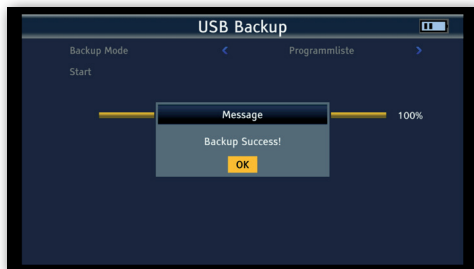 USB Backup
Backup Mode < Programmliste >
Start
100%
Message
Backup Success!
OK